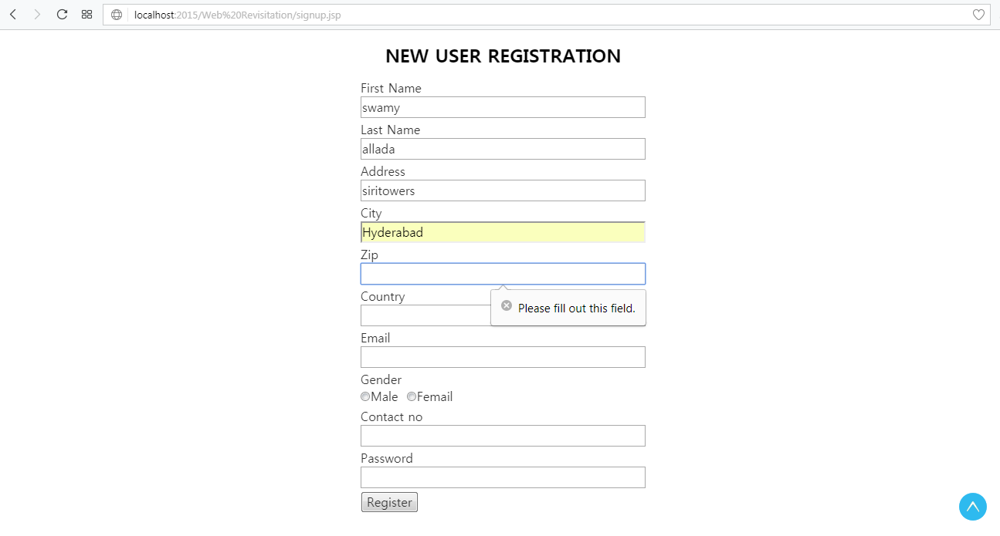 localhost:2015/Web%20Revisitation/signup.jsp
NEW USER REGISTRATION
First Name
swamy
Last Name
allada
Address
siritowers
City
Hyderabad
Zip
Please fill out this field.
Country
Email
Gender
Male Femail
Contact no
Password
Register